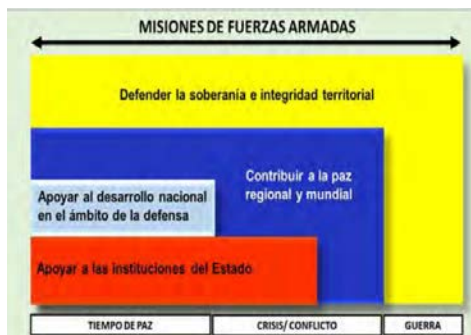 MISIONES DE FUERZAS ARMADAS
Defender la soberanía e integridad territorial
Contribuir a la paz
regional y mundial
Apoyar al desarrollo nacional
en el ámbito de la defensa
Apoyar a las instituciones del Estado
TIEMPO DE PAZ
CRISIS/ CONFLICTO
GUERRA